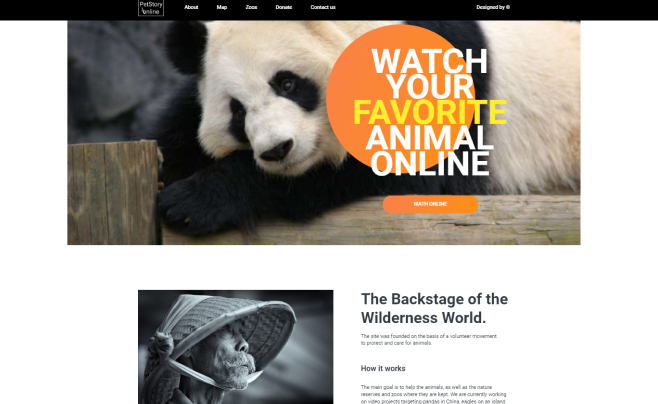 PetStory
online
About
Map
Zoos
Donate
Contact us
Designed by ©
WATCH
YOUR
FAVORITE
ANIMAL
ONLINE
WATH ONLINE
The Backstage of the
Wilderness World.
The site was founded on the basis of a volunteer movement
to protect and care for animals.
How it works
The main goal is to help the animals, as well as the nature
reserves and zoos where they are kept. We are currently working
on video projects targeting pandas in China, eagles on an island